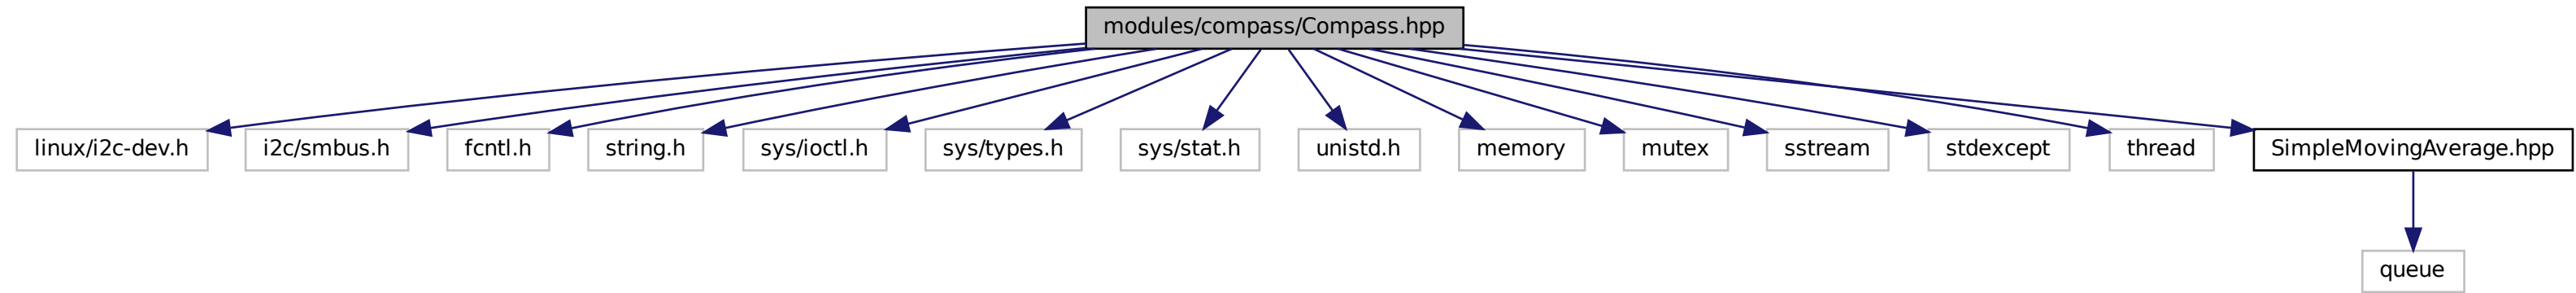 modules/compass/Compass.hpp
linux/i2c-dev.h
i2c/smbus.h
fcntl.h
string.h
sys/ioctl.h
sys/types.h
sys/stat.h
unistd.h
memory
mutex
sstream
stdexcept
thread
SimpleMovingAverage.hpp
queue